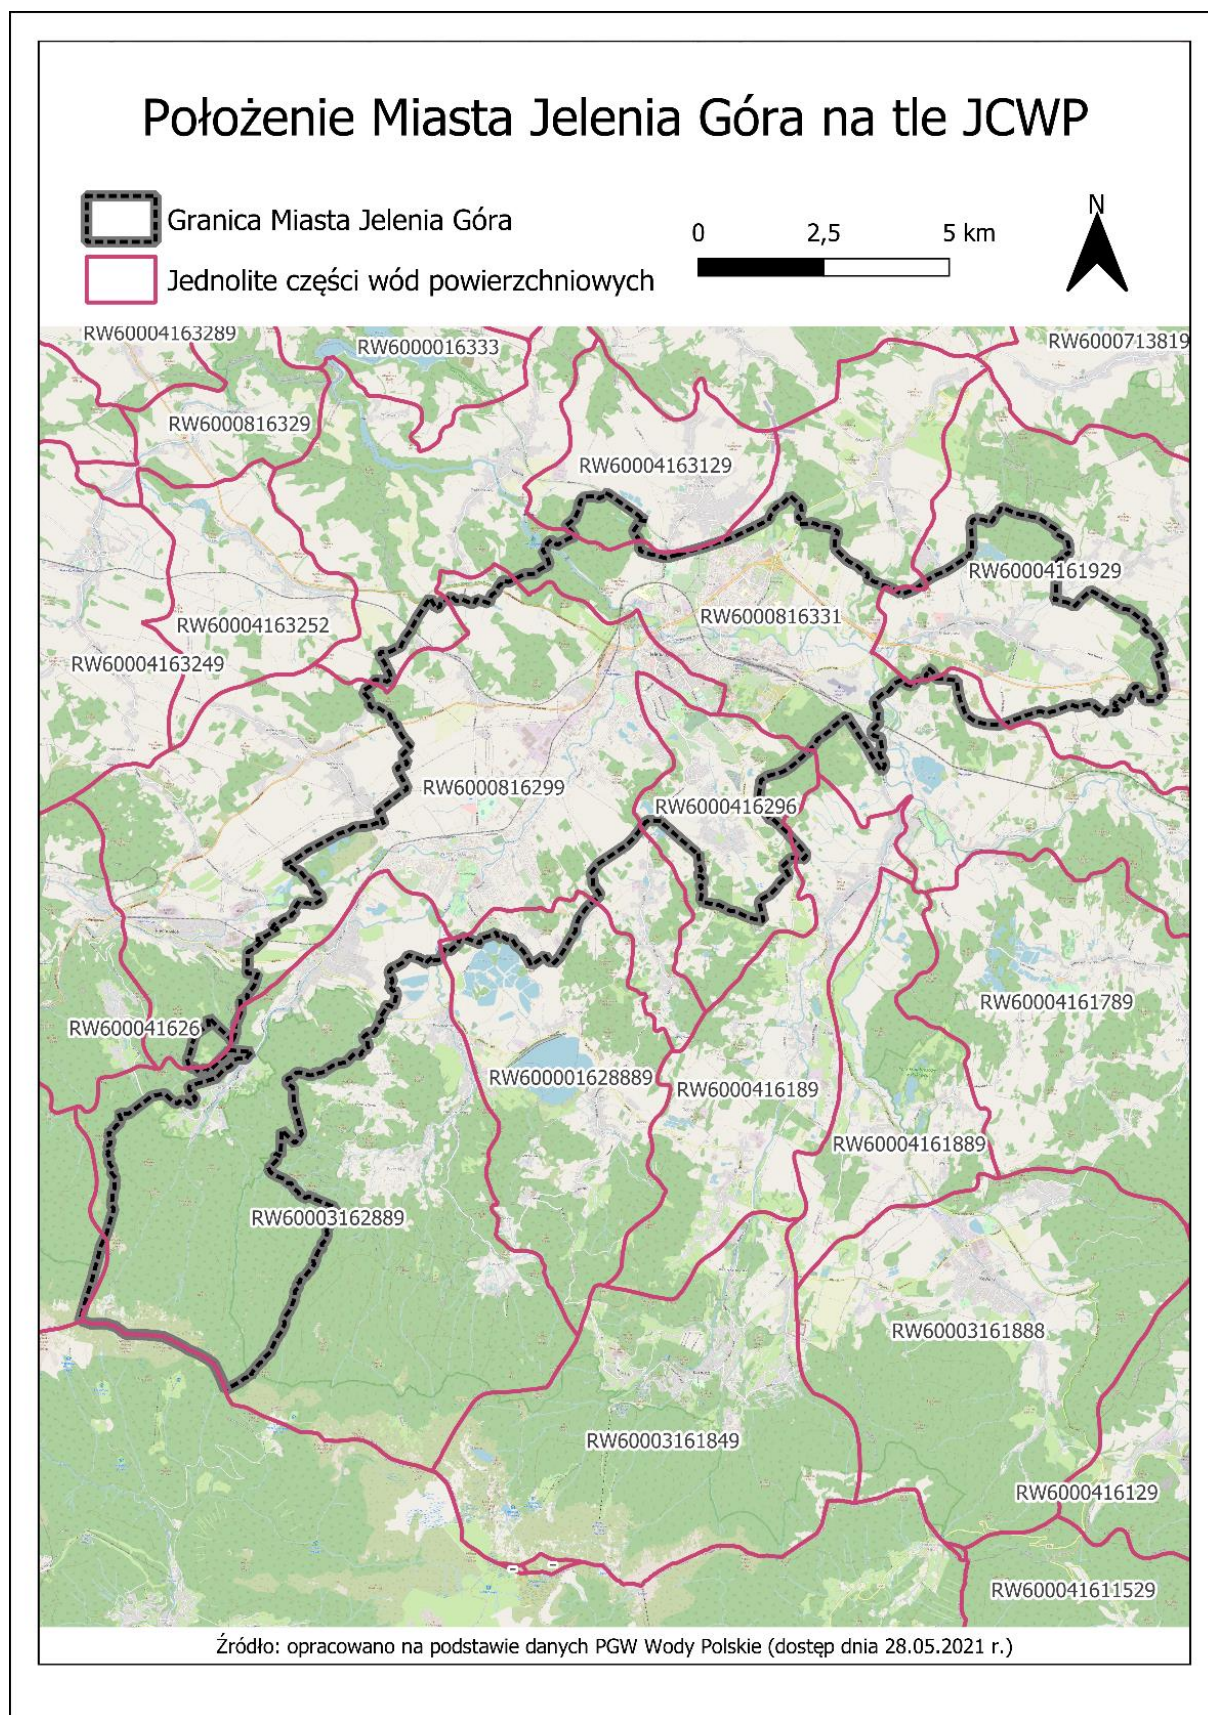 Położenie Miasta Jelenia Góra na tle JCWP
Granica Miasta Jelenia Góra
Jednolite części wód powierzchniowych
0 2,5 5 km
N
RW60004163289
RW6000016333
RW6000713819
RW6000816329
RW60004163129
RW60004161929
RW6000816331
RW60004163252
RW60004163249
RW6000816299
RW6000416296
RW60004161789
RW600041626
RW600001628889
RW6000416189
RW60004161889
RW60003162889
RW60003161888
RW60003161849
RW6000416129
RW600041611529
Źródło: opracowano na podstawie danych PGW Wody Polskie (dostęp dnia 28.05.2021 r.)